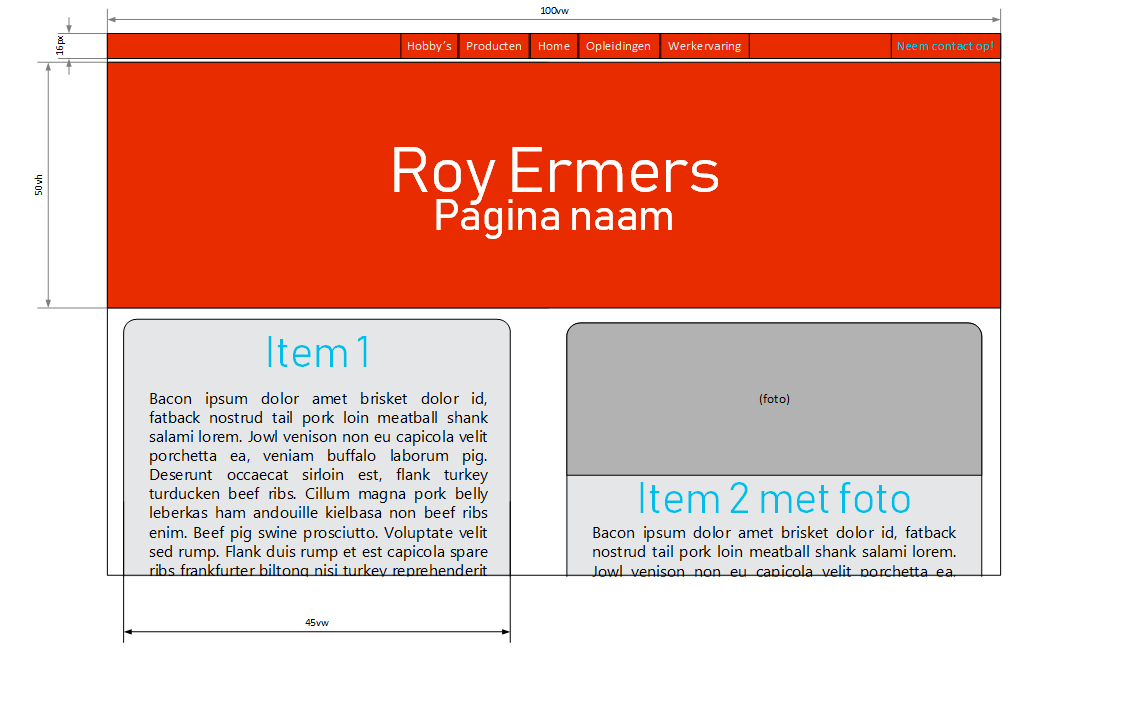 100vw
16px
Hobby's Producten Home Opleidingen Werkervaring Neem contact op!
50vh
Roy Ermers
Pagina naam
Item 1
Bacon ipsum dolor amet brisket dolor id,
fatback nostrud tail pork loin meatball shank
salami lorem. Jowl venison non eu capicola velit
porchetta ea, veniam buffalo laborum pig.
Deserunt occaecat sirloin est, flank turkey
turducken beef ribs. Cillum magna pork belly
leberkas ham andouille kielbasa non beef ribs
enim. Beef pig swine prosciutto. Voluptate velit
sed rump. Flank duis rump et est capicola spare
ribs frankfurter biltong nisi turkey reprehenderit
(foto)
Item 2 met foto
Bacon ipsum dolor amet brisket dolor id, fatback
nostrud tail pork loin meatball shank salami lorem.
Jowl venison non eu capicola velit porchetta ea,
45vw